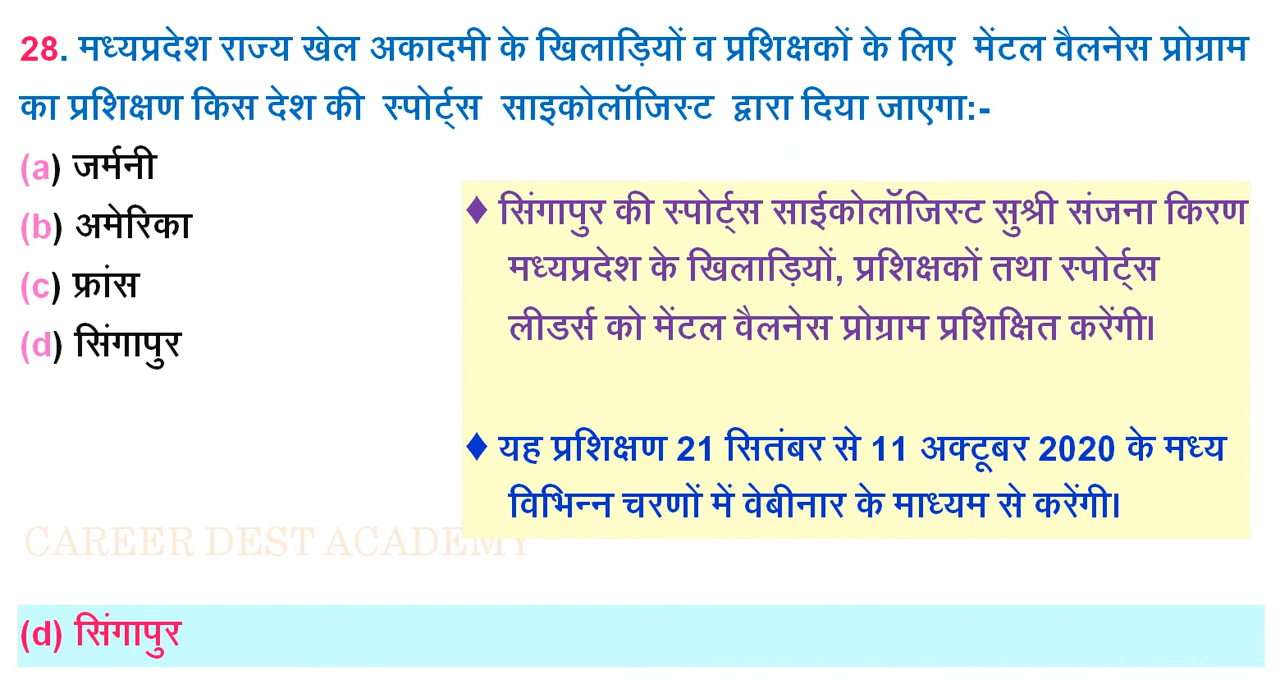 28. मध्यप्रदेश राज्य खेल अकादमी के खिलाड़ियों व प्रशिक्षकों के लिए मेंटल वैलनेस प्रोग्राम
का प्रशिक्षण किस देश की स्पोर्ट्स साइकोलॉजिस्ट द्वारा दिया जाएगा:-
(a) जर्मनी
(b) अमेरिका
(c) फ्रांस
(d) सिंगापुर
♦ सिंगापुर की स्पोर्ट्स साईकोलॉजिस्ट सुश्री संजना किरण
मध्यप्रदेश के खिलाड़ियों, प्रशिक्षकों तथा स्पोर्ट्स
लीडर्स को मेंटल वैलनेस प्रोग्राम प्रशिक्षित करेंगी।
♦ यह प्रशिक्षण 21 सितंबर से 11 अक्टूबर 2020 के मध्य
विभिन्न चरणों में वेबीनार के माध्यम से करेंगी।
CAREER DEST ACADEMY
(d) सिंगापुर